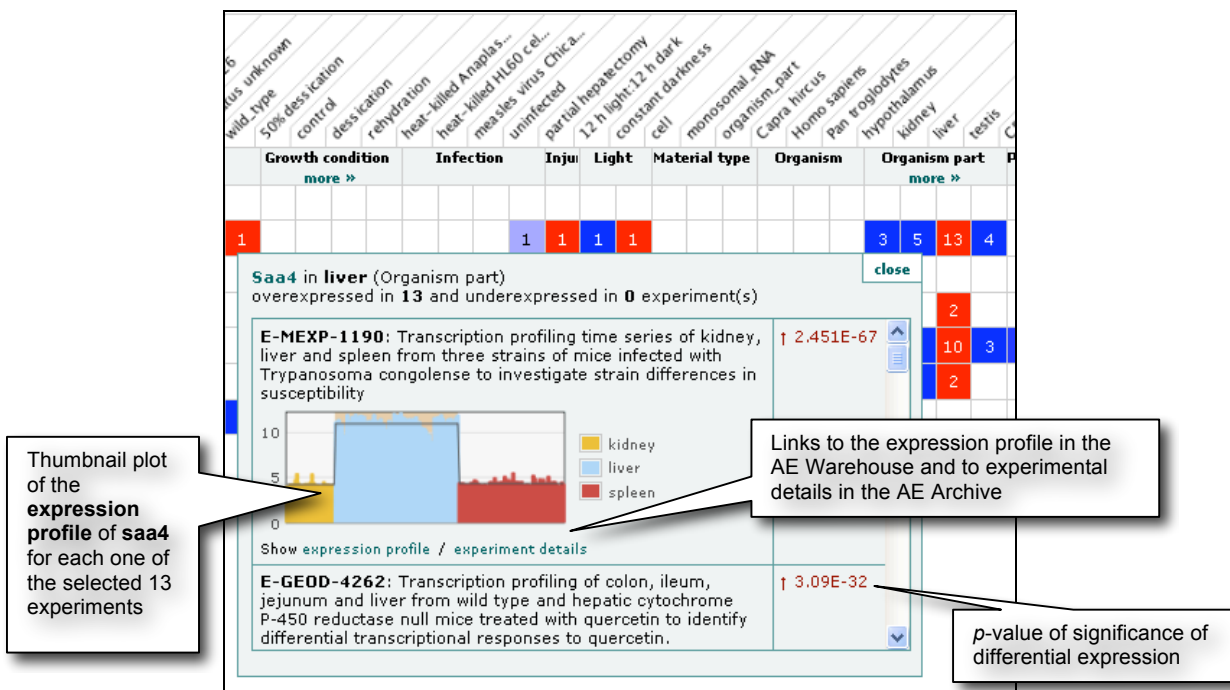 26
tus unknown
wild_type
50% dessication
control
dessication
rehydration
heat-killed Anaplas...
heat-killed HL60 cel...
measles virus Chica...
uninfected
partial hepatectomy
12 h light:12 h dark
constant darkness
cell
monosomal_RNA
organism_part
Capra hircus
Homo sapiens
Pan troglodytes
hypothalamus
kidney
liver
testis
Growth condition Infection Injur Light Material type Organism Organism part P
more » more »
1 1 1 1 1 3 5 13 4
close
Saa4 in liver (Organism part)
overexpressed in 13 and underexpressed in 0 experiment(s)
2
10 3
2
E-MEXP-1190: Transcription profiling time series of kidney,
liver and spleen from three strains of mice infected with
Trypanosoma congolense to investigate strain differences in
susceptibility
↑ 2.451E-67
10
5
0
kidney
liver
spleen
Show expression profile / experiment details
E-GEOD-4262: Transcription profiling of colon, ileum,
jejunum and liver from wild type and hepatic cytochrome
P-450 reductase null mice treated with quercetin to identify
differential transcriptional responses to quercetin.
↑ 3.09E-32
Thumbnail plot
of the
expression
profile of saa4
for each one of
the selected 13
experiments
Links to the expression profile in the
AE Warehouse and to experimental
details in the AE Archive
p-value of significance of
differential expression